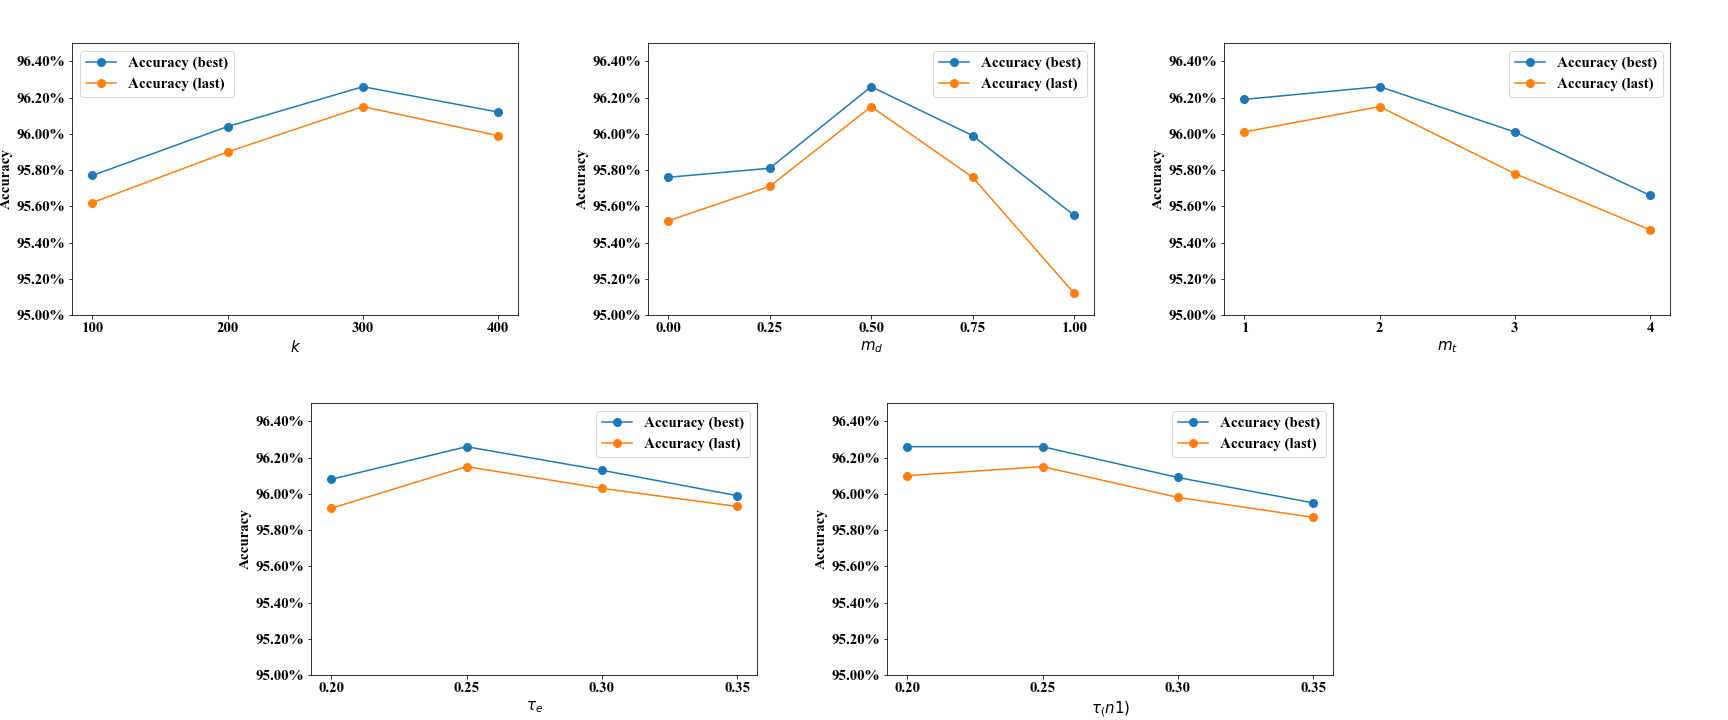 96.40%
96.20%
96.00%
95.80%
95.60%
95.40%
95.20%
95.00%
Accuracy
Accuracy (best)
Accuracy (last)
100 200 300 400
k
96.40%
96.20%
96.00%
95.80%
95.60%
95.40%
95.20%
95.00%
Accuracy
Accuracy (best)
Accuracy (last)
0.00 0.25 0.50 0.75 1.00
m_d
96.40%
96.20%
96.00%
95.80%
95.60%
95.40%
95.20%
95.00%
Accuracy
Accuracy (best)
Accuracy (last)
1 2 3 4
m_t
96.40%
96.20%
96.00%
95.80%
95.60%
95.40%
95.20%
95.00%
Accuracy
Accuracy (best)
Accuracy (last)
0.20 0.25 0.30 0.35
τ_e
96.40%
96.20%
96.00%
95.80%
95.60%
95.40%
95.20%
95.00%
Accuracy
Accuracy (best)
Accuracy (last)
0.20 0.25 0.30 0.35
τ_(n1)